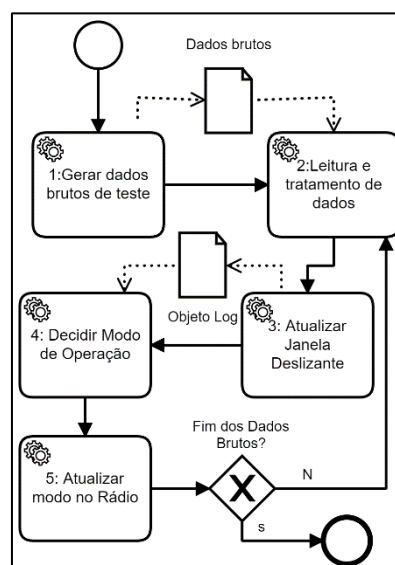 Dados brutos
1:Gerar dados
brutos de teste
2:Leitura e
tratamento de
dados
Objeto Log
4: Decidir Modo
de Operação
3: Atualizar
Janela
Deslizante
Fim dos Dados
Brutos?
5: Atualizar
modo no Rádio
N
s